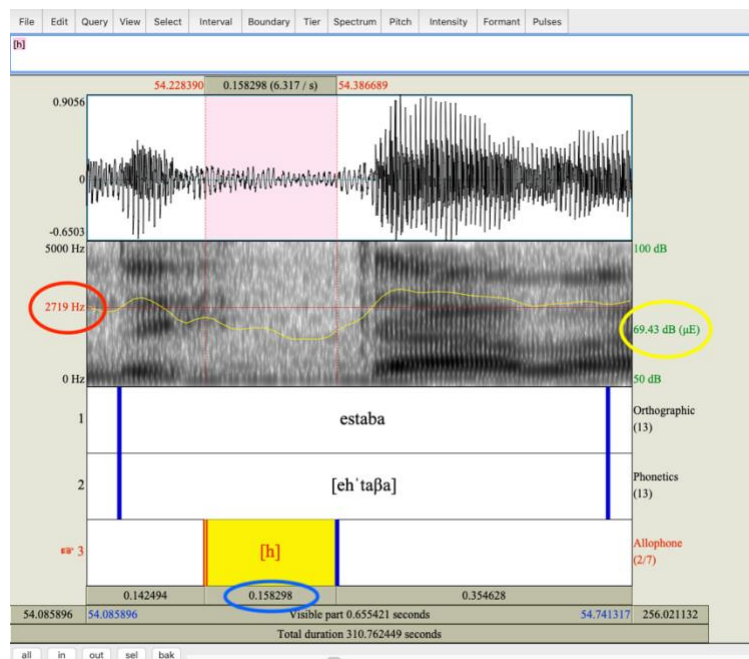 File Edit Query View Select Interval Boundary Tier Spectrum Pitch Intensity Formant Pulses
[h]
54.228390 0.158298 (6.317 / s) 54.386689
0.9056
0
-0.6503
5000 Hz 100 dB
2719 Hz
69.43 dB (µE)
0 Hz 50 dB
1 estaba Orthographic
(13)
2 [ehˈtaβa] Phonetics
(13)
☞ 3 [h] Allophone
(2/7)
0.142494 0.158298 0.354628
54.085896 54.085896 Visible part 0.655421 seconds 54.741317 256.021132
Total duration 310.762449 seconds
all in out sel bak